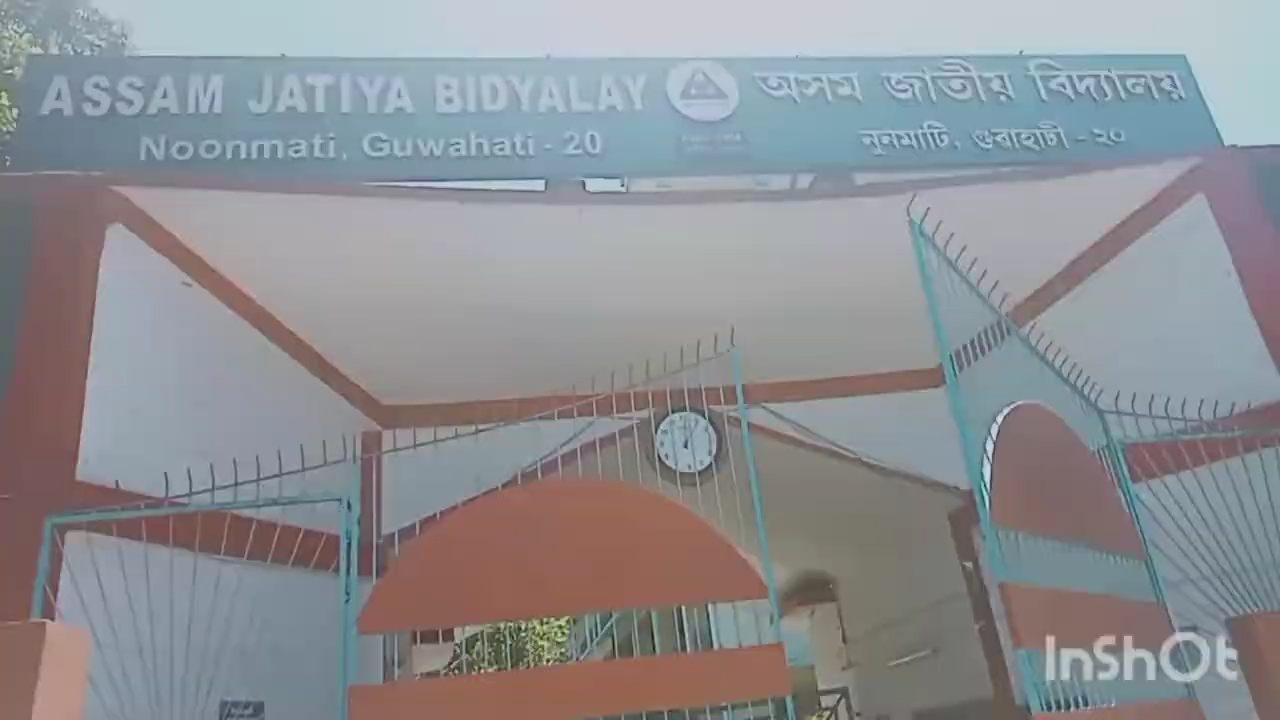 ASSAM JATIYA BIDYALAY
Noonmati, Guwahati - 20
অসম জাতীয় বিদ্যালয়
নুনমাটি, গুৱাহাটী - ২০
InShOt